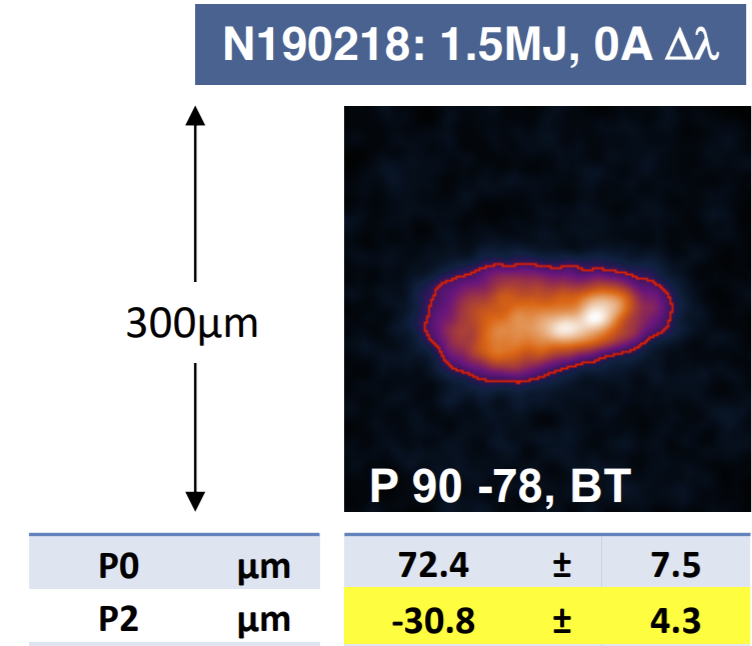 N190218: 1.5MJ, 0A Δλ
300µm
P 90 -78, BT
P0 µm 72.4 ± 7.5
P2 µm -30.8 ± 4.3